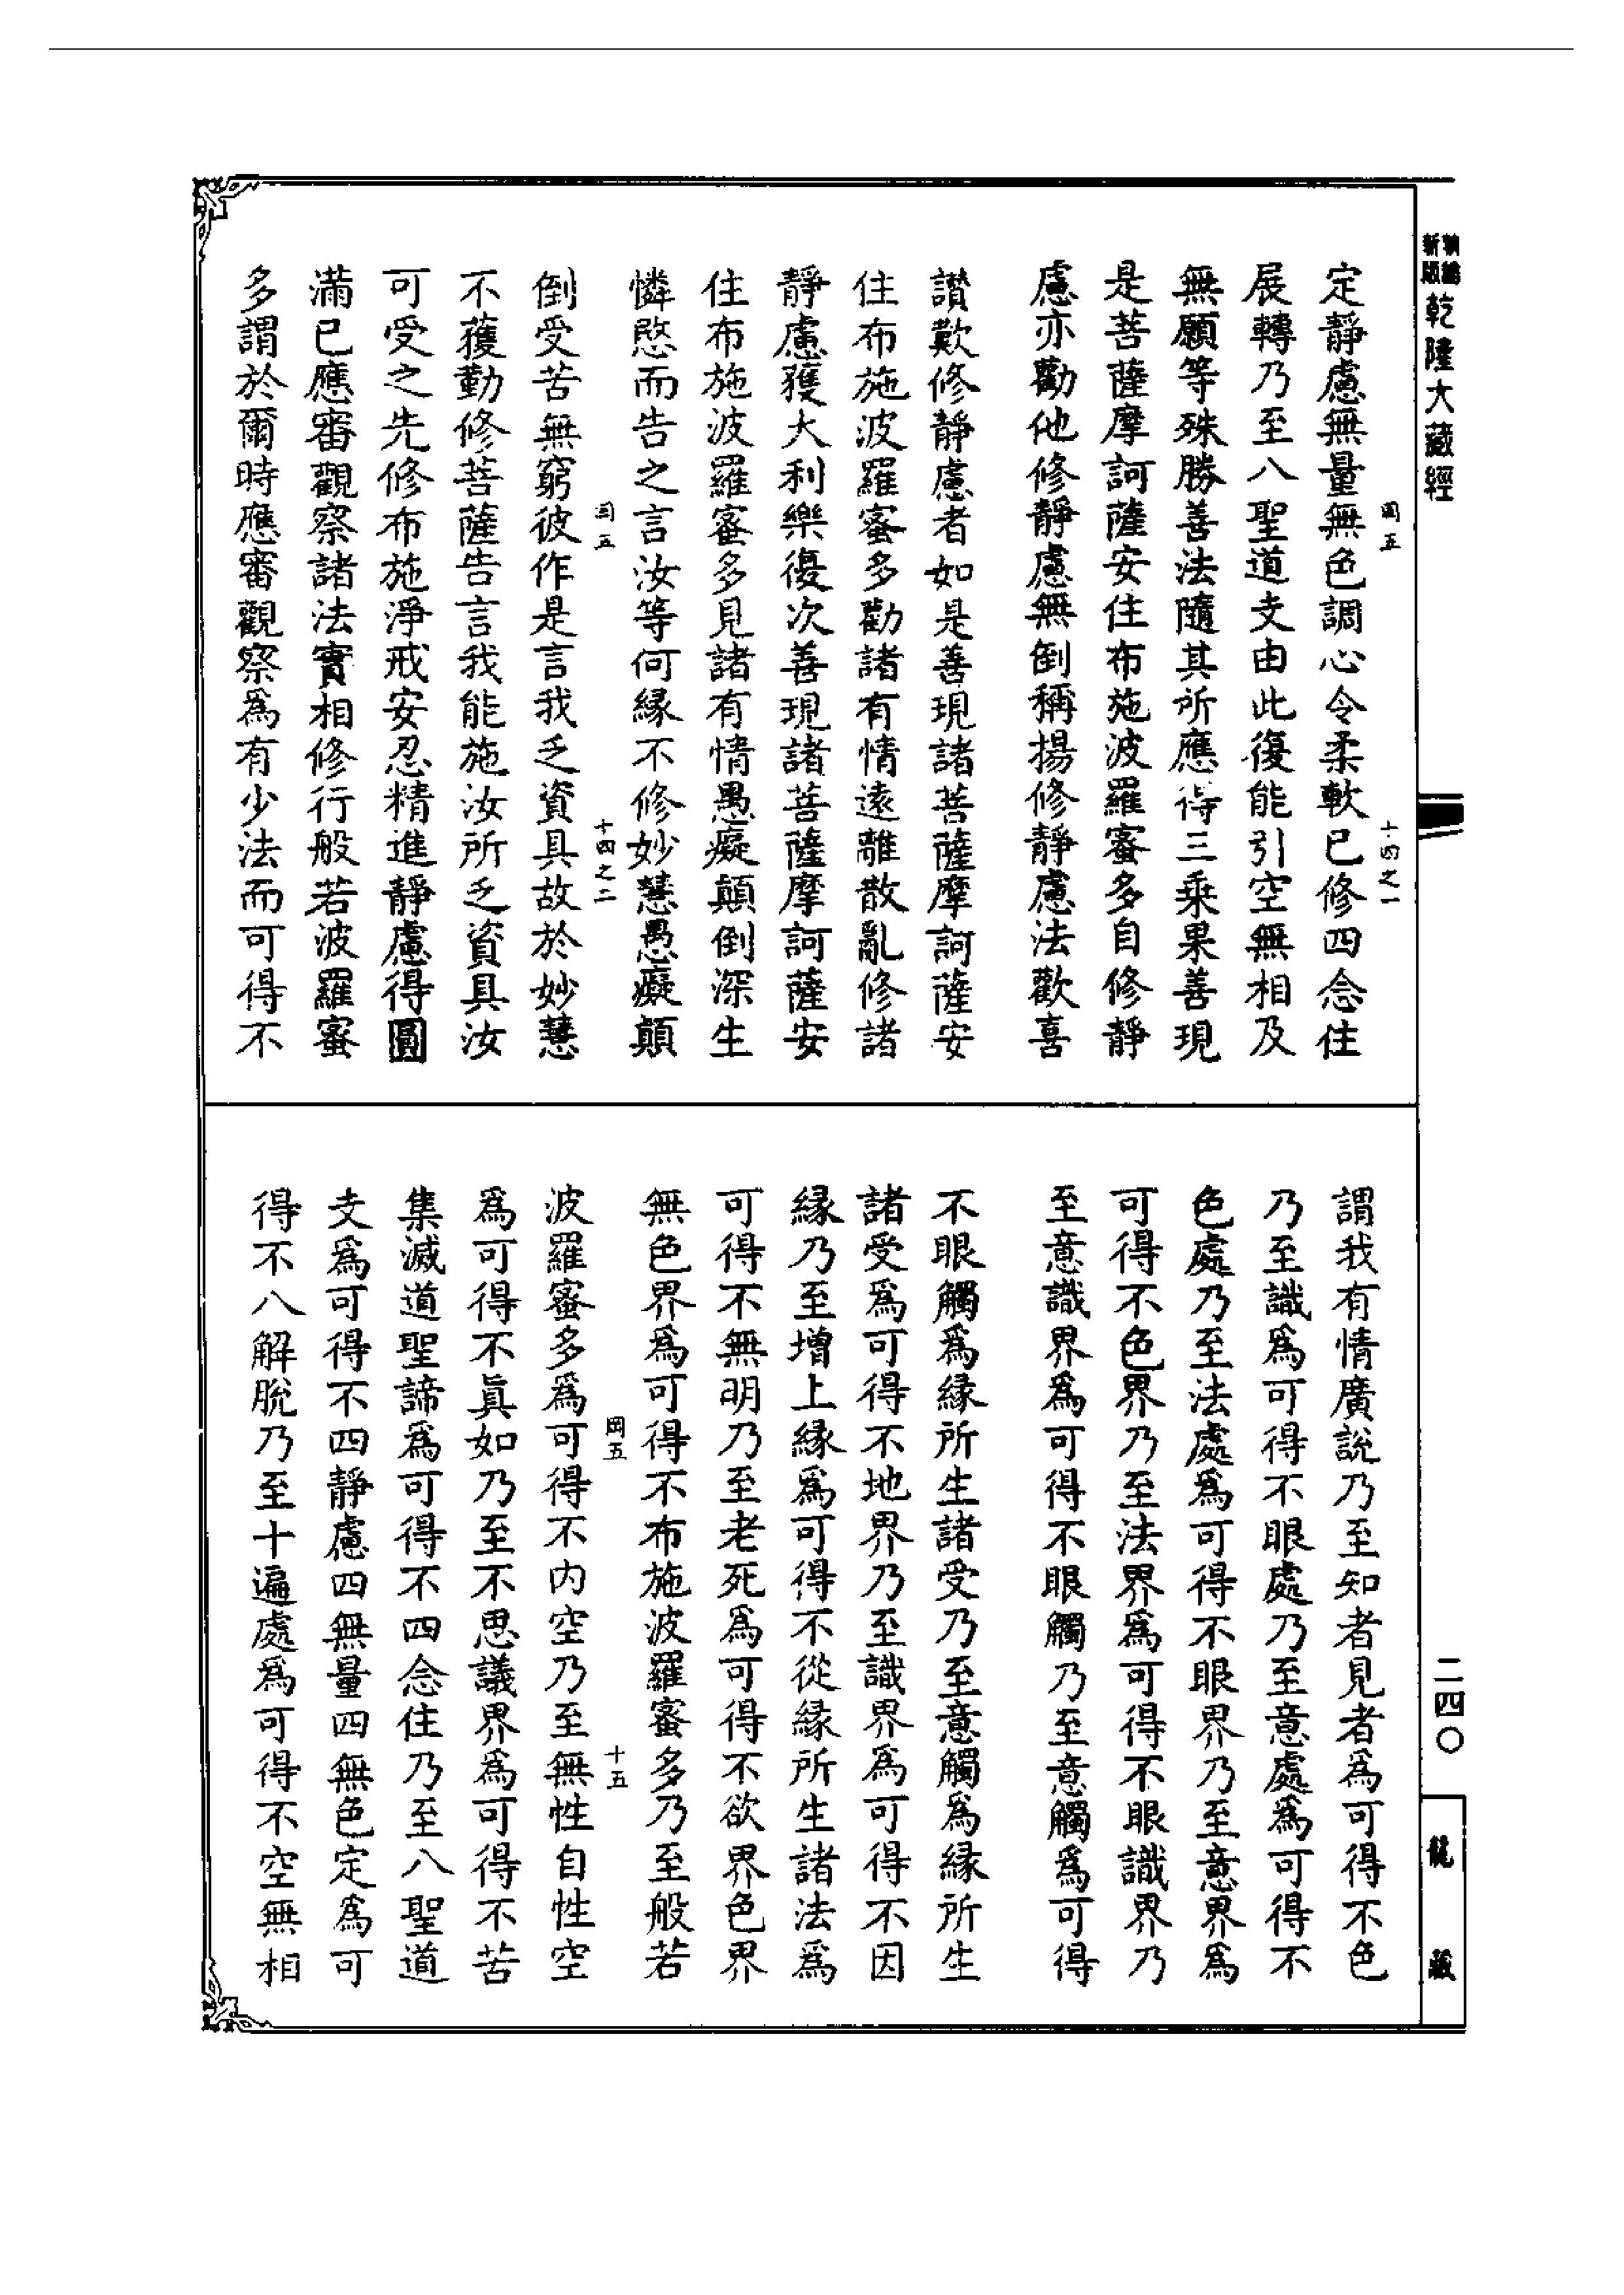 乾隆大藏經
定靜慮無量無色調心令柔軟已修四念住
展轉乃至八聖道支由此復能引空無相及
無願等殊勝善法隨其所應得三乘果善現
是菩薩摩訶薩安住布施波羅蜜多自修靜
慮亦勸他修靜慮無倒稱揚修靜慮法歡喜
讚歎修靜慮者如是善現諸菩薩摩訶薩安
住布施波羅蜜多勸諸有情遠離散亂修諸
靜慮獲大利樂復次善現諸菩薩摩訶薩安
住布施波羅蜜多見諸有情愚癡顛倒深生
憐愍而告之言汝等何緣不修妙慧愚癡顛
倒受苦無窮彼作是言我乏資具故於妙慧
不獲勤修菩薩告言我能施汝所乏資具汝
可受之先修布施淨戒安忍精進靜慮得圓
滿已應審觀察諸法實相修行般若波羅蜜
多謂於爾時應審觀察為有少法而可得不
岡五
十四之一
岡五
十四之二
謂我有情廣說乃至知者見者為可得不色
乃至識為可得不眼處乃至意處為可得不
色處乃至法處為可得不眼界乃至意界為
可得不色界乃至法界為可得不眼識界乃
至意識界為可得不眼觸乃至意觸為可得
不眼觸為緣所生諸受乃至意觸為緣所生
諸受為可得不地界乃至識界為可得不因
緣乃至增上緣為可得不從緣所生諸法為
可得不無明乃至老死為可得不欲界色界
無色界為可得不布施波羅蜜多乃至般若
波羅蜜多為可得不內空乃至無性自性空
為可得不真如乃至不思議界為可得不苦
集滅道聖諦為可得不四念住乃至八聖道
支為可得不四靜慮四無量四無色定為可
得不八解脫乃至十遍處為可得不空無相
岡五
十五
二四〇
龍藏